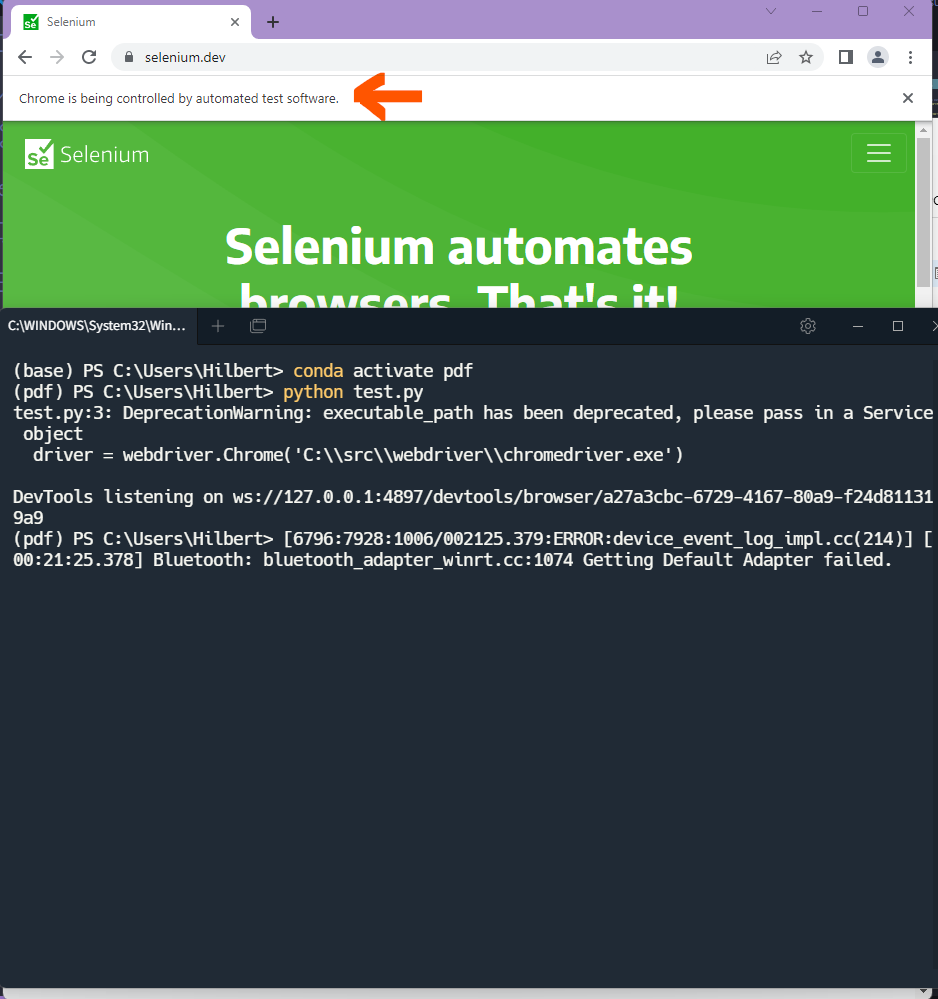 Selenium
selenium.dev
Chrome is being controlled by automated test software.
Se Selenium
Selenium automates
browsers. That's it!
C:\WINDOWS\System32\Win...
(base) PS C:\Users\Hilbert> conda activate pdf
(pdf) PS C:\Users\Hilbert> python test.py
test.py:3: DeprecationWarning: executable_path has been deprecated, please pass in a Service
object
driver = webdriver.Chrome('C:\\src\\webdriver\\chromedriver.exe')
DevTools listening on ws://127.0.0.1:4897/devtools/browser/a27a3cbc-6729-4167-80a9-f24d81131
9a9
(pdf) PS C:\Users\Hilbert> [6796:7928:1006/002125.379:ERROR:device_event_log_impl.cc(214)] [
00:21:25.378] Bluetooth: bluetooth_adapter_winrt.cc:1074 Getting Default Adapter failed.